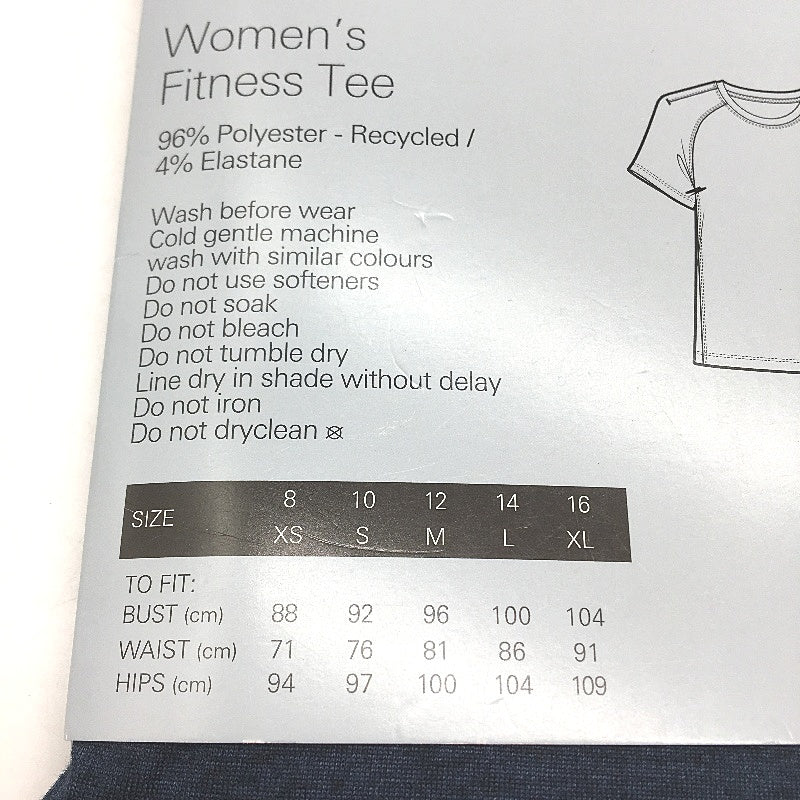 Women's
Fitness Tee
96% Polyester - Recycled /
4% Elastane
Wash before wear
Cold gentle machine
wash with similar colours
Do not use softeners
Do not soak
Do not bleach
Do not tumble dry
Line dry in shade without delay
Do not iron
Do not dryclean
SIZE 8 10 12 14 16
XS S M L XL
TO FIT:
BUST (cm) 88 92 96 100 104
WAIST (cm) 71 76 81 86 91
HIPS (cm) 94 97 100 104 109